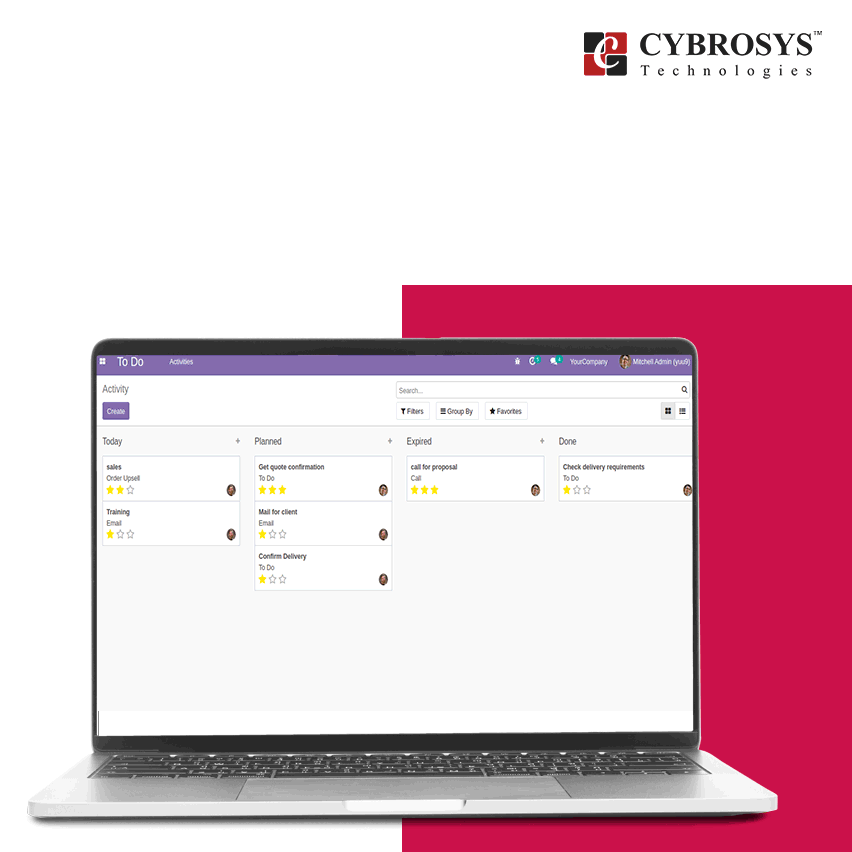 CYBROSYS™
Technologies
To Do Activities
YourCompany Mitchell Admin (yuu9)
Activity
Search...
Create
Filters Group By Favorites
Today + Planned + Expired + Done
sales
Order Upsell
Training
Email
Get quote confirmation
To Do
Mail for client
Email
Confirm Delivery
To Do
call for proposal
Call
Check delivery requirements
To Do